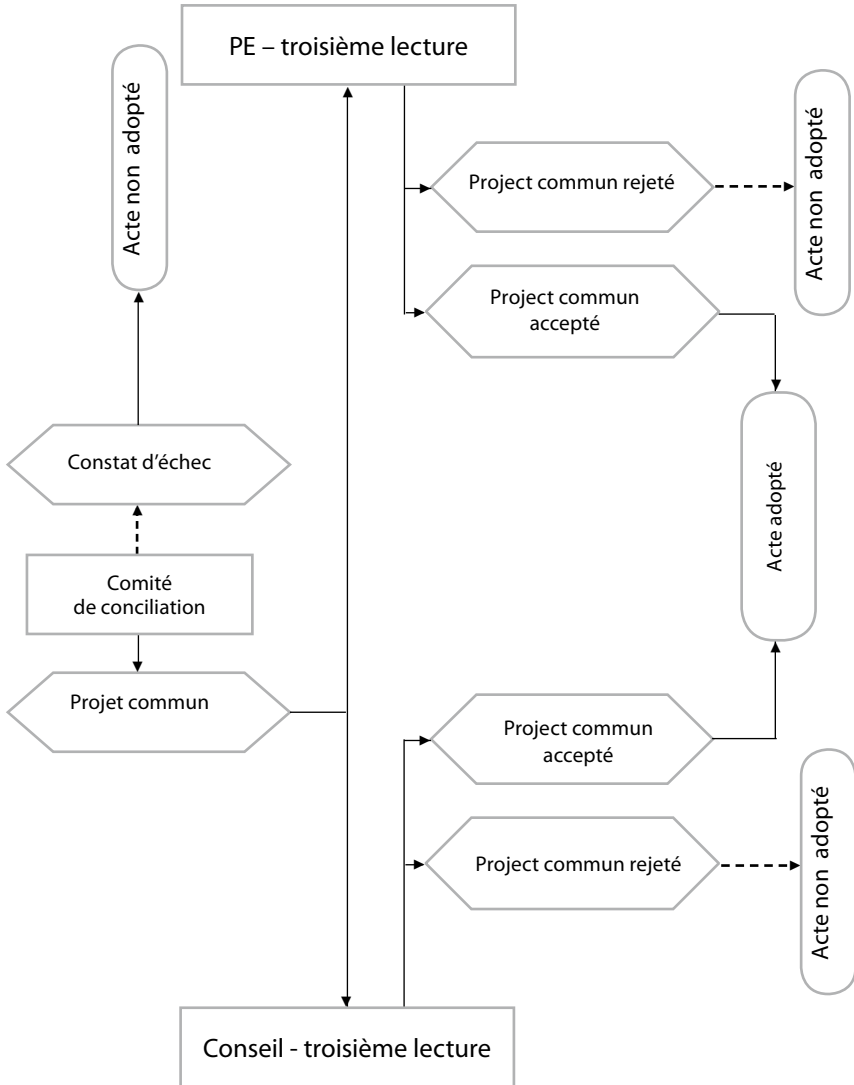 PE – troisième lecture
Acte non adopté
Acte non adopté
Project commun rejeté
Project commun
accepté
Constat d'échec
Acte adopté
Comité
de conciliation
Projet commun
Project commun
accepté
Project commun rejeté
Acte non adopté
Conseil - troisième lecture